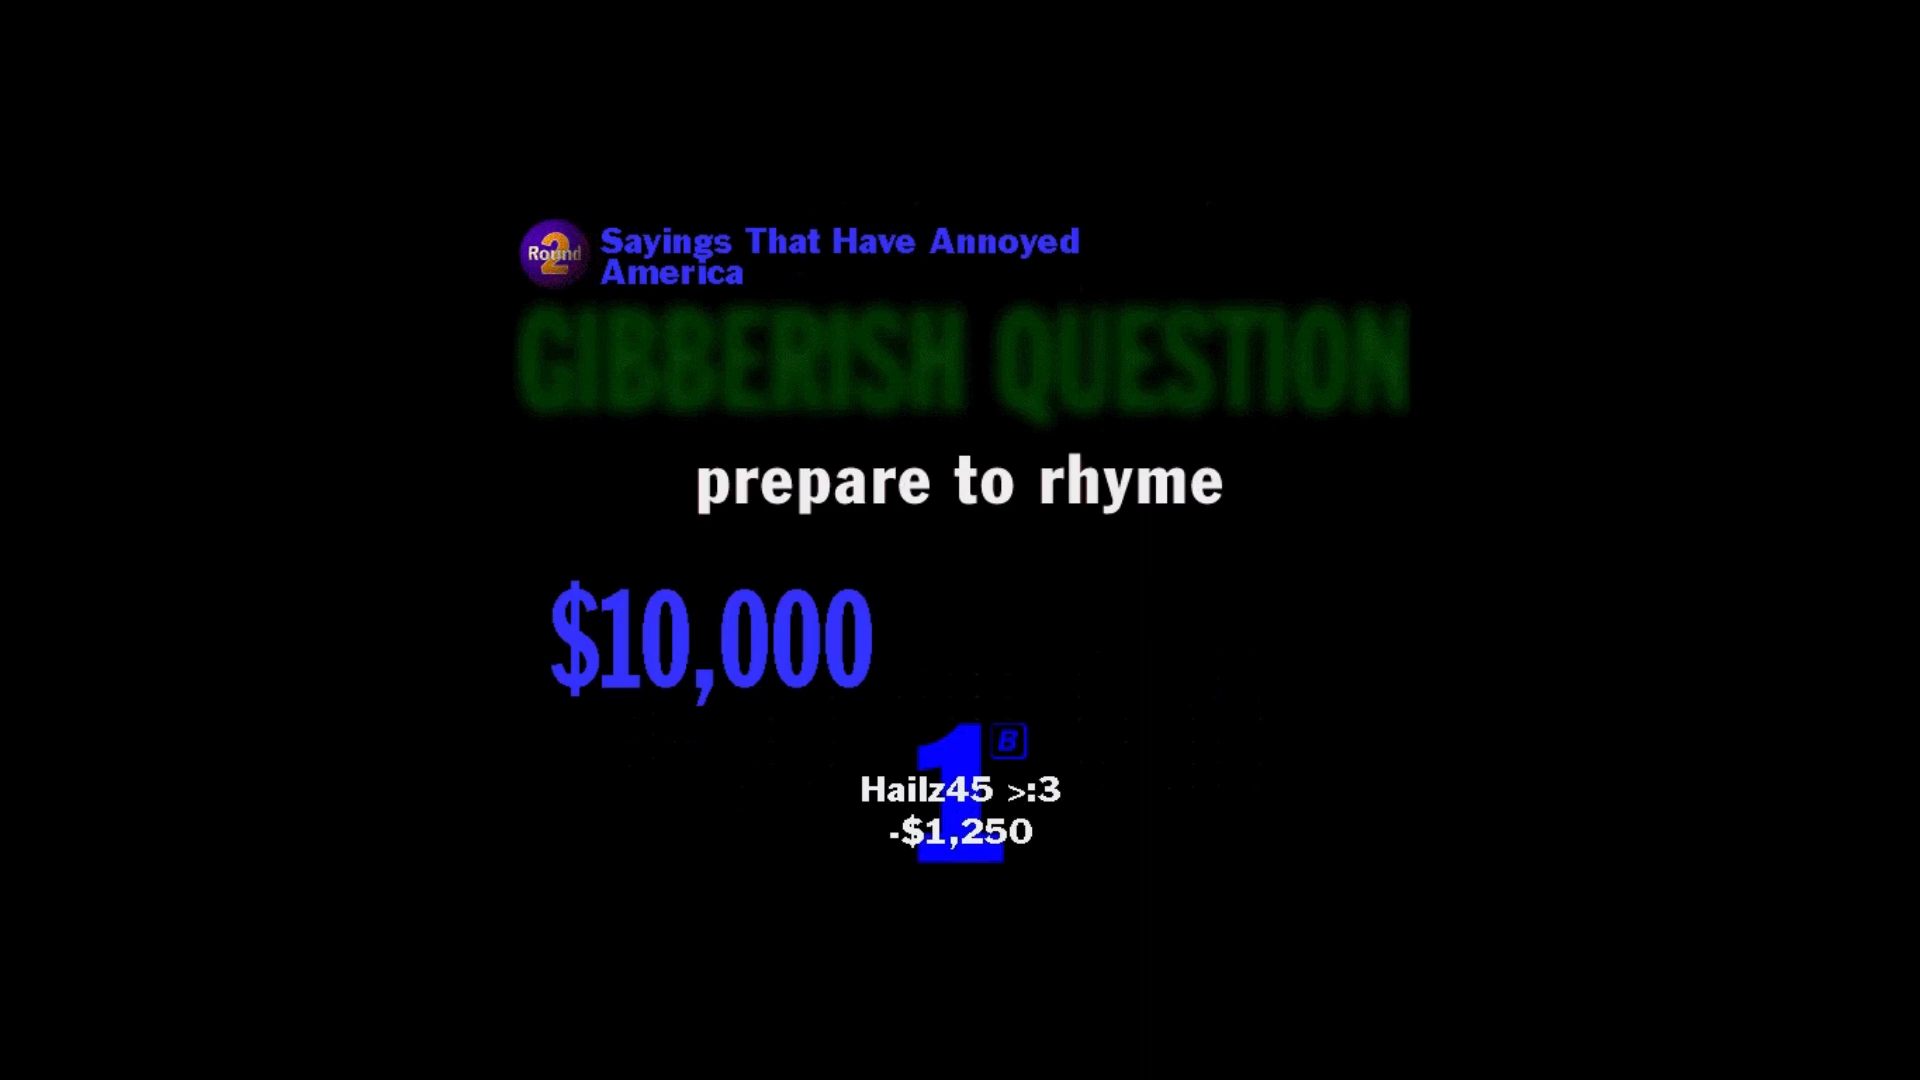 Round 2
Sayings That Have Annoyed
America
GIBBERISH QUESTION
prepare to rhyme
$10,000
1 B
Hailz45 >:3
-$1,250